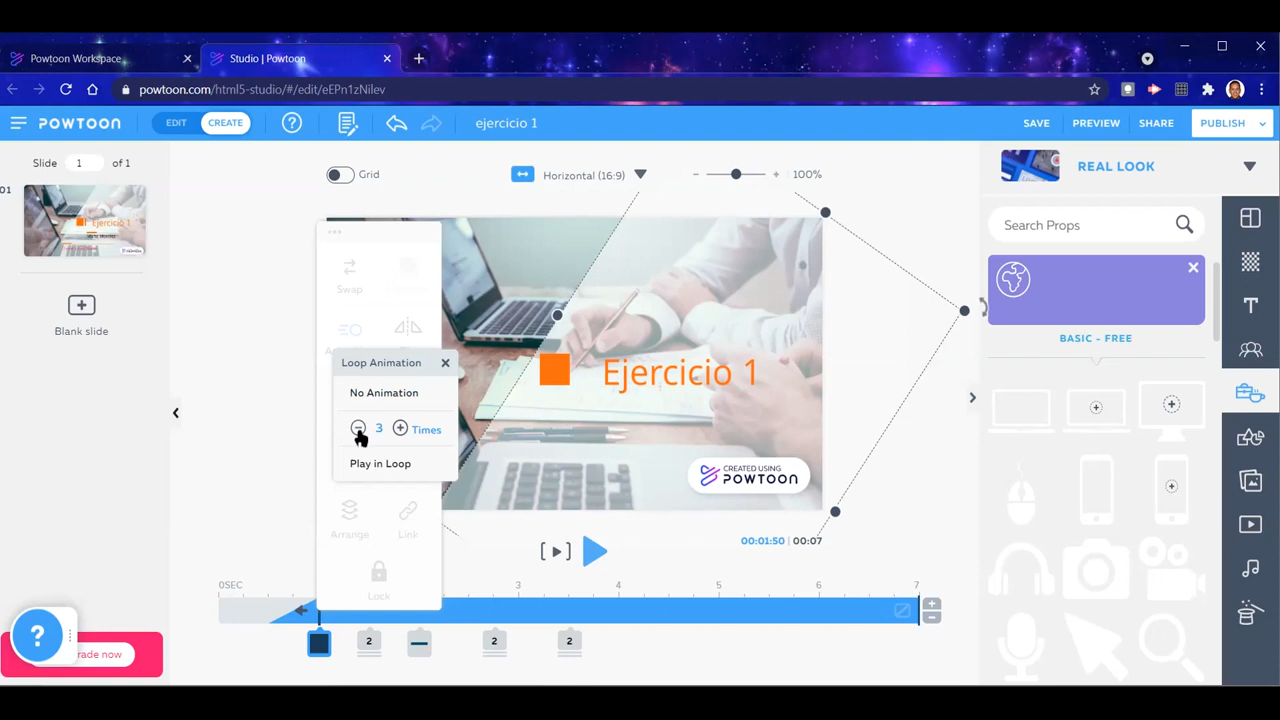 Powtoon Workspace
Studio | Powtoon
powtoon.com/html5-studio/#/edit/eEPn1zNilev
POWTOON
EDIT
CREATE
ejercicio 1
SAVE
PREVIEW
SHARE
PUBLISH
Slide 1 of 1
Grid
Horizontal (16:9)
100%
REAL LOOK
01
Ejercicio 1
Search Props
Swap
Blank slide
BASIC - FREE
Loop Animation
No Animation
3 Times
Play in Loop
Ejercicio 1
CREATED USING
POWTOON
Arrange
Link
Lock
00:01:50 | 00:07
0SEC 3 4 5 6 7
2
2
2
?
rade now